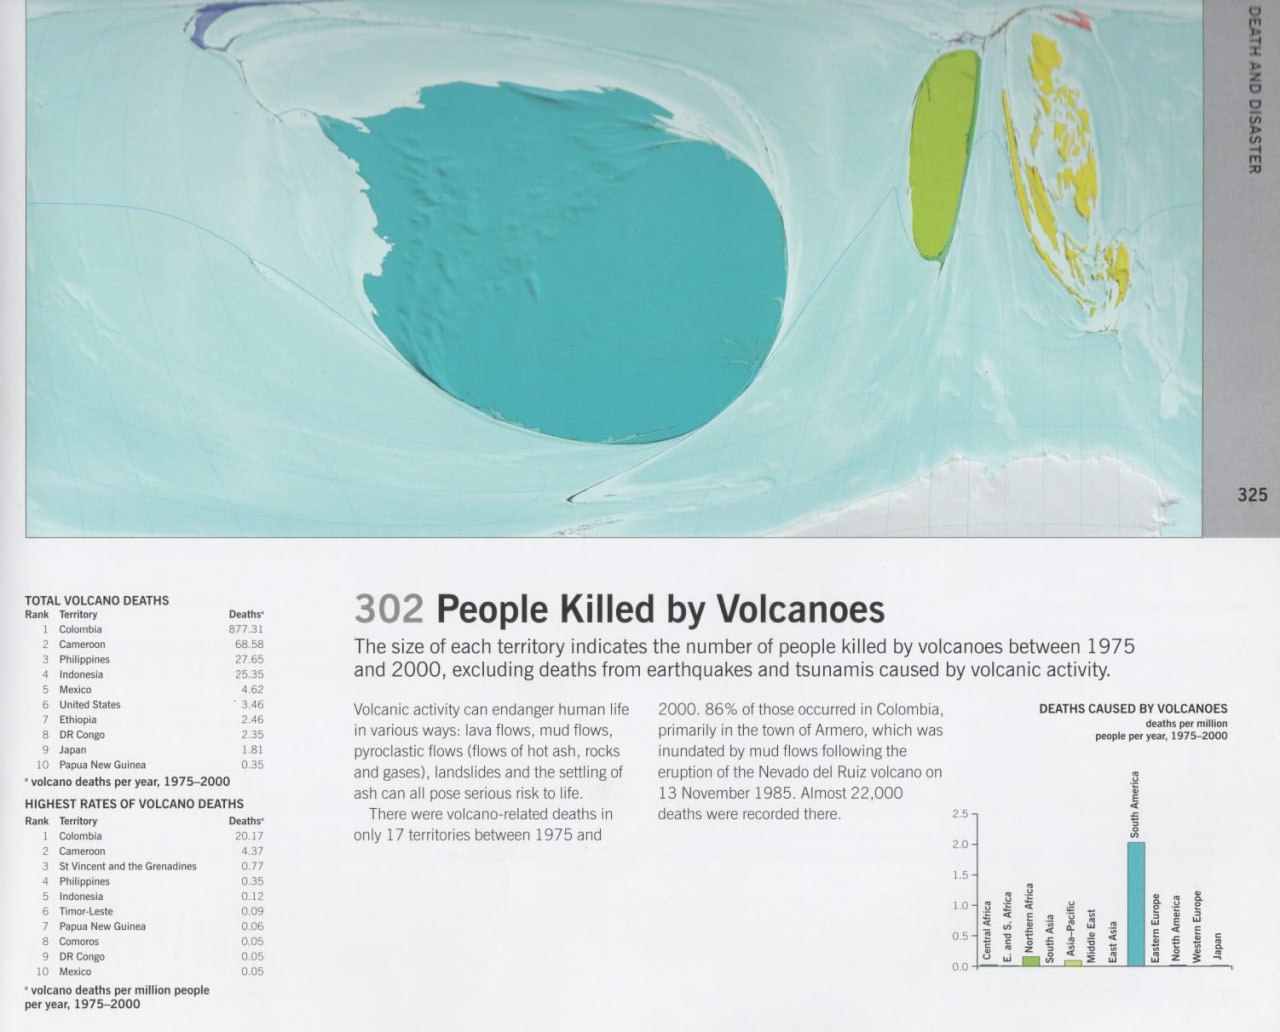 DEATH AND DISASTER
325
TOTAL VOLCANO DEATHS
Rank Territory Deathsᵃ
1 Colombia 877.31
2 Cameroon 68.58
3 Philippines 27.65
4 Indonesia 25.35
5 Mexico 4.62
6 United States 3.46
7 Ethiopia 2.46
8 DR Congo 2.35
9 Japan 1.81
10 Papua New Guinea 0.35
ᵃ volcano deaths per year, 1975–2000
HIGHEST RATES OF VOLCANO DEATHS
Rank Territory Deathsᵃ
1 Colombia 20.17
2 Cameroon 4.37
3 St Vincent and the Grenadines 0.77
4 Philippines 0.35
5 Indonesia 0.12
6 Timor-Leste 0.09
7 Papua New Guinea 0.06
8 Comoros 0.05
9 DR Congo 0.05
10 Mexico 0.05
ᵃ volcano deaths per million people
per year, 1975–2000
302 People Killed by Volcanoes
The size of each territory indicates the number of people killed by volcanoes between 1975
and 2000, excluding deaths from earthquakes and tsunamis caused by volcanic activity.
Volcanic activity can endanger human life
in various ways: lava flows, mud flows,
pyroclastic flows (flows of hot ash, rocks
and gases), landslides and the settling of
ash can all pose serious risk to life.
There were volcano-related deaths in
only 17 territories between 1975 and
2000. 86% of those occurred in Colombia,
primarily in the town of Armero, which was
inundated by mud flows following the
eruption of the Nevado del Ruiz volcano on
13 November 1985. Almost 22,000
deaths were recorded there.
DEATHS CAUSED BY VOLCANOES
deaths per million
people per year, 1975–2000
2.5
2.0
1.5
1.0
0.5
0.0
Central Africa
E. and S. Africa
Northern Africa
South Asia
Asia–Pacific
Middle East
East Asia
South America
Eastern Europe
North America
Western Europe
Japan